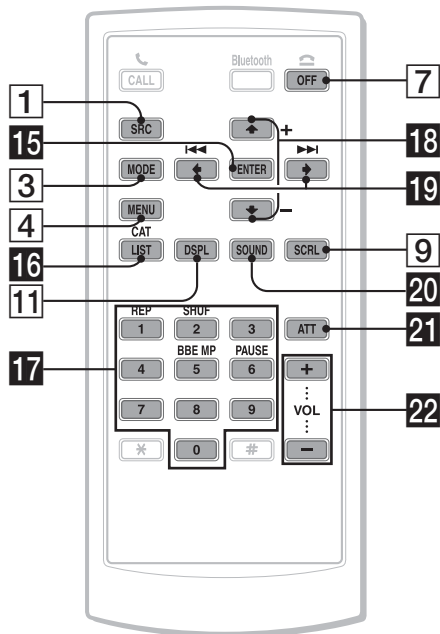 Bluetooth
CALL OFF 7
1
SRC +
15 18
ENTER
3 MODE 19
4 MENU −
CAT
16 LIST DSPL SOUND SCRL 9
11 20
REP SHUF
1 2 3 ATT 21
BBE MP PAUSE
17 4 5 6 +
7 8 9 VOL 22
* 0 # −